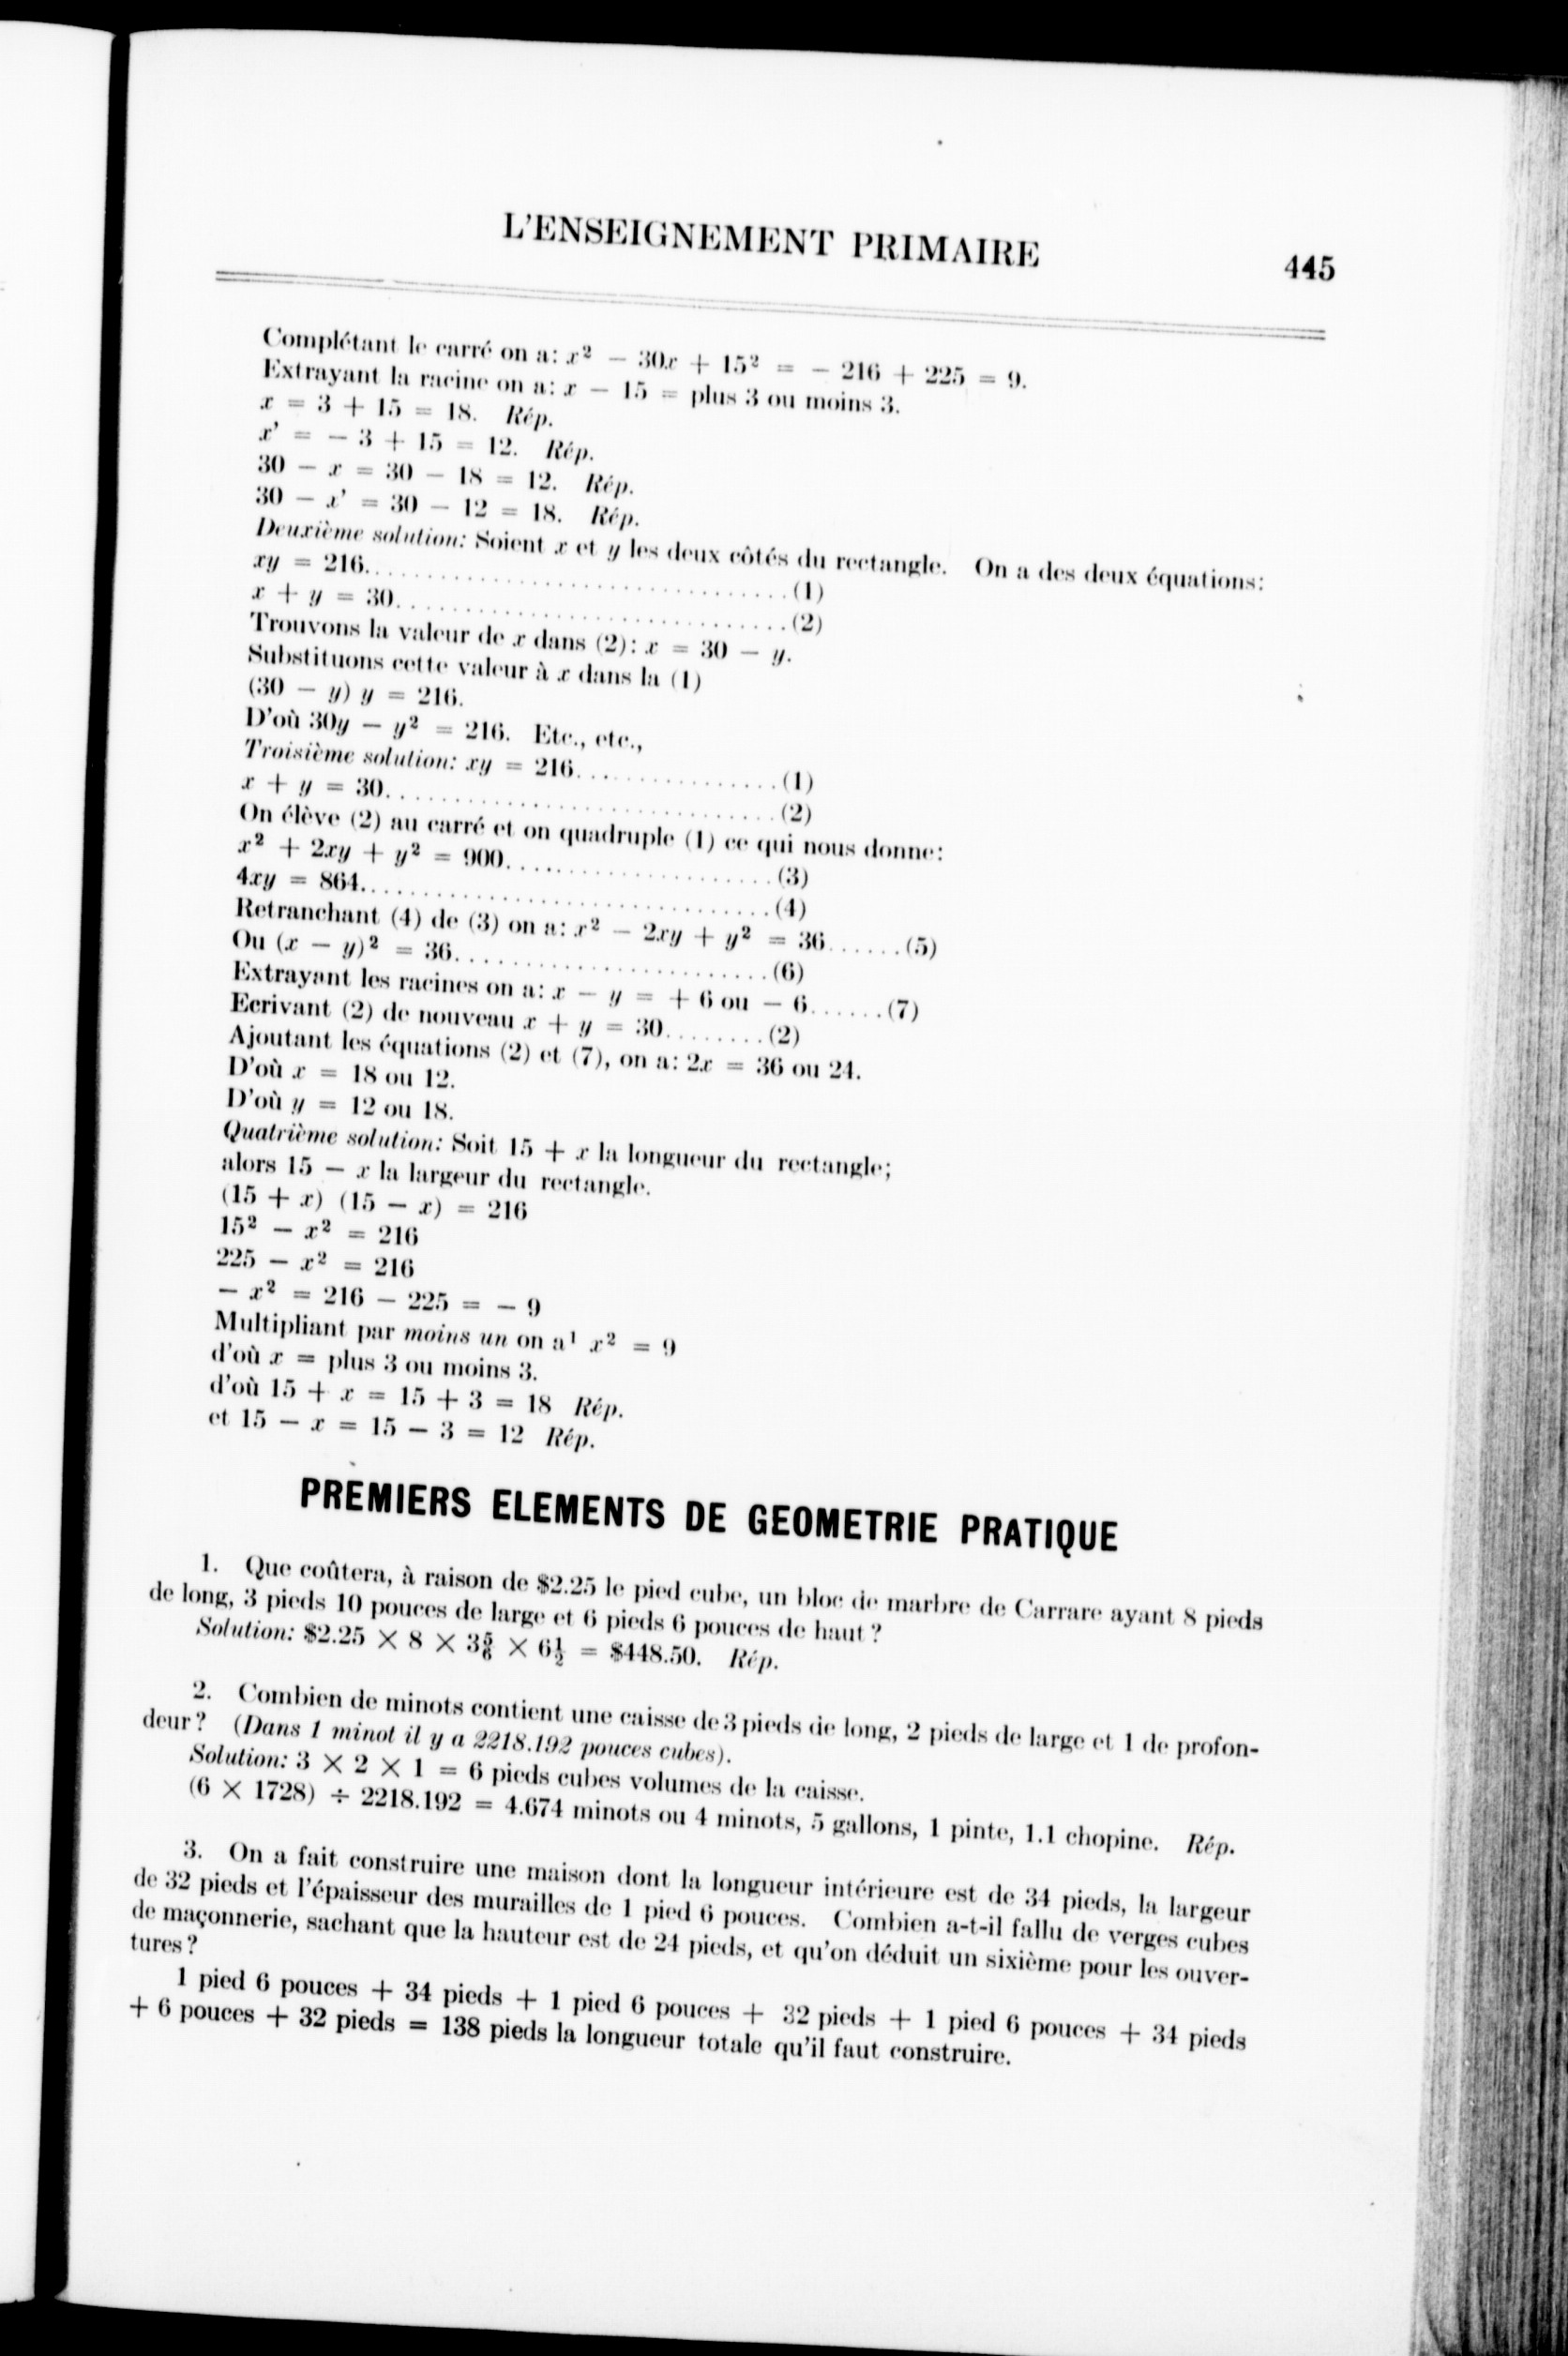 L'ENSEIGNEMENT PRIMAIRE 445
Complétant le carré on a: x² − 30x + 15² = − 216 + 225 = 9.
Extrayant la racine on a: x − 15 = plus 3 ou moins 3.
x = 3 + 15 = 18. Rép.
x' = − 3 + 15 = 12. Rép.
30 − x = 30 − 18 = 12. Rép.
30 − x' = 30 − 12 = 18. Rép.
Deuxième solution: Soient x et y les deux côtés du rectangle. On a des deux équations:
xy = 216. . . . . . . . . . . . . . . . . . . . . . . . . . . . . . . . . . (1)
x + y = 30. . . . . . . . . . . . . . . . . . . . . . . . . . . . . . . . (2)
Trouvons la valeur de x dans (2): x = 30 − y.
Substituons cette valeur à x dans la (1)
(30 − y) y = 216.
D'où 30y − y² = 216. Etc., etc.,
Troisième solution: xy = 216. . . . . . . . . . . . . . . . (1)
x + y = 30. . . . . . . . . . . . . . . . . . . . . . . . . . . . . . . (2)
On élève (2) au carré et on quadruple (1) ce qui nous donne:
x² + 2xy + y² = 900. . . . . . . . . . . . . . . . . . . . . . (3)
4xy = 864. . . . . . . . . . . . . . . . . . . . . . . . . . . . . . . . . (4)
Retranchant (4) de (3) on a: x² − 2xy + y² = 36. . . . . . (5)
Ou (x − y)² = 36. . . . . . . . . . . . . . . . . . . . . . . . . (6)
Extrayant les racines on a: x − y = + 6 ou − 6. . . . . . (7)
Ecrivant (2) de nouveau x + y = 30. . . . . . . . (2)
Ajoutant les équations (2) et (7), on a: 2x = 36 ou 24.
D'où x = 18 ou 12.
D'où y = 12 ou 18.
Quatrième solution: Soit 15 + x la longueur du rectangle;
alors 15 − x la largeur du rectangle.
(15 + x) (15 − x) = 216
15² − x² = 216
225 − x² = 216
− x² = 216 − 225 = − 9
Multipliant par moins un on a¹ x² = 9
d'où x = plus 3 ou moins 3.
d'où 15 + x = 15 + 3 = 18 Rép.
et 15 − x = 15 − 3 = 12 Rép.
PREMIERS ELEMENTS DE GEOMETRIE PRATIQUE
1. Que coûtera, à raison de $2.25 le pied cube, un bloc de marbre de Carrare ayant 8 pieds
de long, 3 pieds 10 pouces de large et 6 pieds 6 pouces de haut ?
Solution: $2.25 × 8 × 3⅚ × 6½ = $448.50. Rép.
2. Combien de minots contient une caisse de 3 pieds de long, 2 pieds de large et 1 de profon-
deur ? (Dans 1 minot il y a 2218.192 pouces cubes).
Solution: 3 × 2 × 1 = 6 pieds cubes volumes de la caisse.
(6 × 1728) ÷ 2218.192 = 4.674 minots ou 4 minots, 5 gallons, 1 pinte, 1.1 chopine. Rép.
3. On a fait construire une maison dont la longueur intérieure est de 34 pieds, la largeur
de 32 pieds et l'épaisseur des murailles de 1 pied 6 pouces. Combien a-t-il fallu de verges cubes
de maçonnerie, sachant que la hauteur est de 24 pieds, et qu'on déduit un sixième pour les ouver-
tures ?
1 pied 6 pouces + 34 pieds + 1 pied 6 pouces + 32 pieds + 1 pied 6 pouces + 34 pieds
+ 6 pouces + 32 pieds = 138 pieds la longueur totale qu'il faut construire.